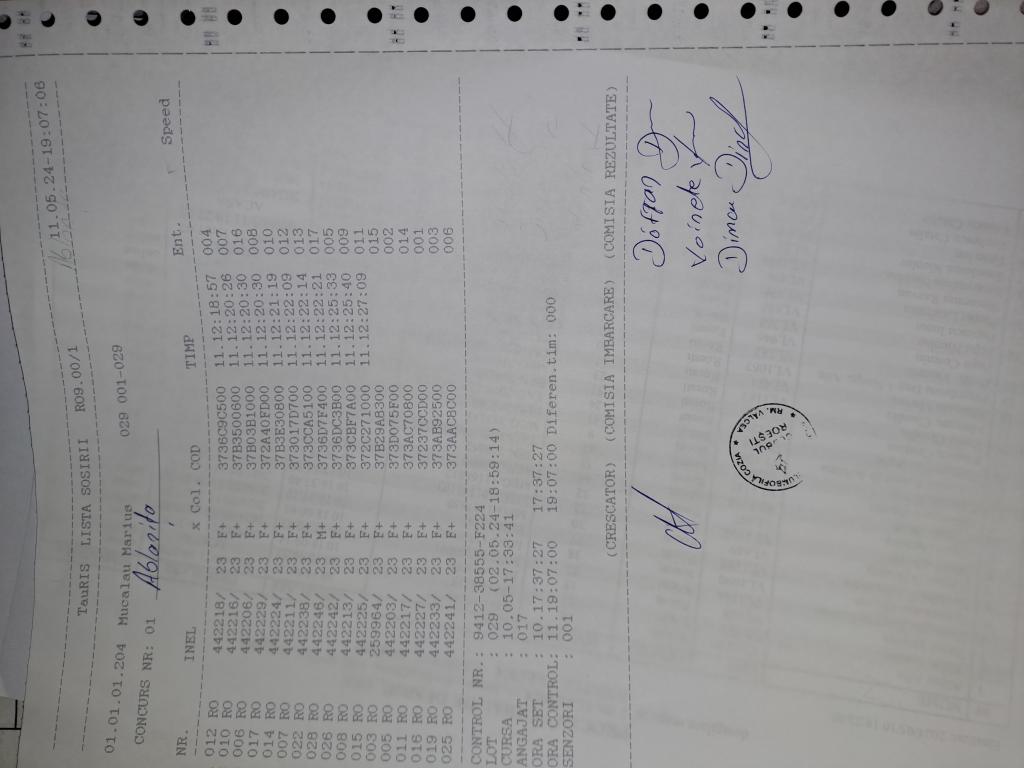 TauRIS LISTA SOSIRII R09.00/1 11.05.24-19:07:06
01.01.01.204 Mucalau Marius 029 001-029
CONCURS NR: 01 Ablanita
NR. INEL x Col. COD TIMP Ent. Speed
012 RO 442218/ 23 F+ 37369C500 11.12:18:57 004
010 RO 442216/ 23 F+ 37B350600 11.12:20:26 007
006 RO 442206/ 23 F+ 37B03B1000 11.12:20:30 016
017 RO 442229/ 23 F+ 372A40FD00 11.12:20:30 008
014 RO 442224/ 23 F+ 37B3E30800 11.12:21:19 010
007 RO 442211/ 23 F+ 373017D700 11.12:22:09 012
022 RO 442238/ 23 F+ 373CCA5100 11.12:22:14 013
028 RO 442246/ 23 M+ 3736DFE400 11.12:22:21 017
026 RO 442242/ 23 F+ 3736DC3B00 11.12:25:33 005
008 RO 442213/ 23 F+ 373CBF7A00 11.12:25:40 009
015 RO 442225/ 23 F+ 372C271000 11.12:27:09 011
003 RO 259964/ 23 F+ 37B29A8300 015
005 RO 442203/ 23 F+ 373D0C5F00 002
011 RO 442217/ 23 F+ 373AC70800 014
016 RO 442227/ 23 F+ 37237CCD00 001
019 RO 442233/ 23 F+ 373AB92500 003
025 RO 442241/ 23 F+ 373AAC8C00 006
CONTROL NR.: 9412-38555-F224
LOT : 029 (02.05.24-18:59:14)
CURSA : 10.05-17:33:41
ANGAJAT : 017
ORA SET : 10.17:37:27 17:37:27
ORA CONTROL: 11.19:07:00 19:07:00 Diferen.tim: 000
SENZORI : 001
(CRESCATOR) (COMISIA IMBARCARE) (COMISIA REZULTATE)
Voinete
COZIA
ROESTI
* RM. VALCEA *